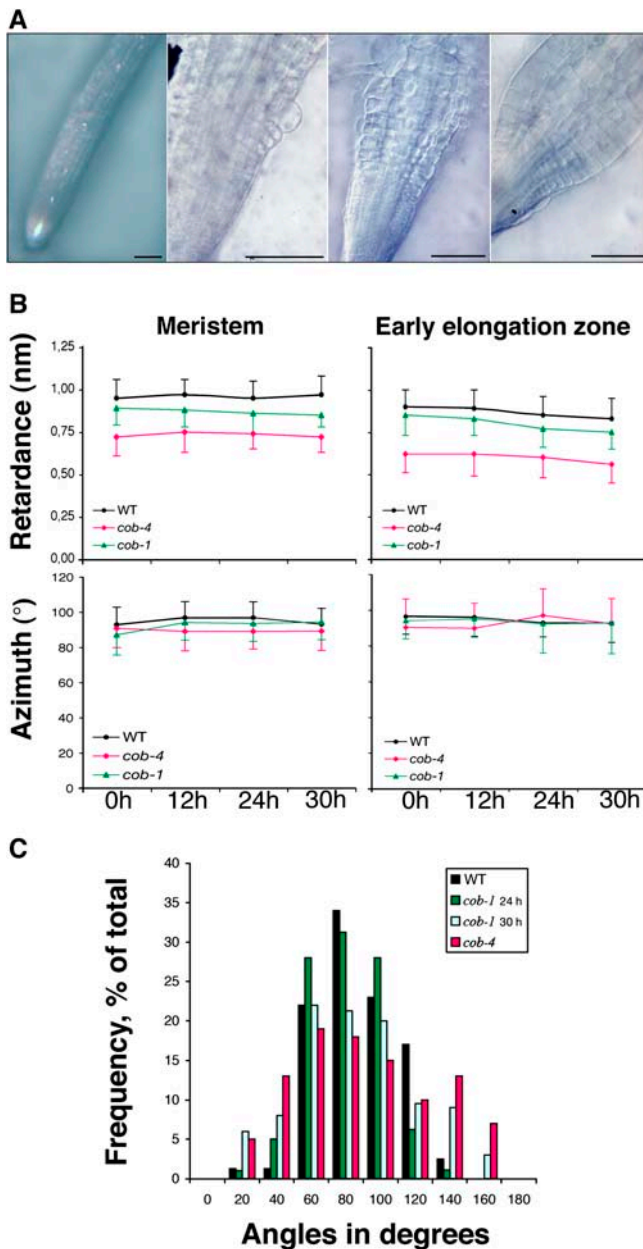 A
B
Meristem
Early elongation zone
Retardance (nm)
1,25
1,00
0,75
0,50
0,25
0,00
WT
cob-4
cob-1
WT
cob-4
cob-1
Azimuth (°)
120
100
80
60
40
20
0
WT
cob-4
cob-1
WT
cob-4
cob-1
0h 12h 24h 30h
0h 12h 24h 30h
C
Frequency, % of total
40
35
30
25
20
15
10
5
0
WT
cob-1 24 h
cob-1 30 h
cob-4
0 20 40 60 80 100 120 140 160 180
Angles in degrees